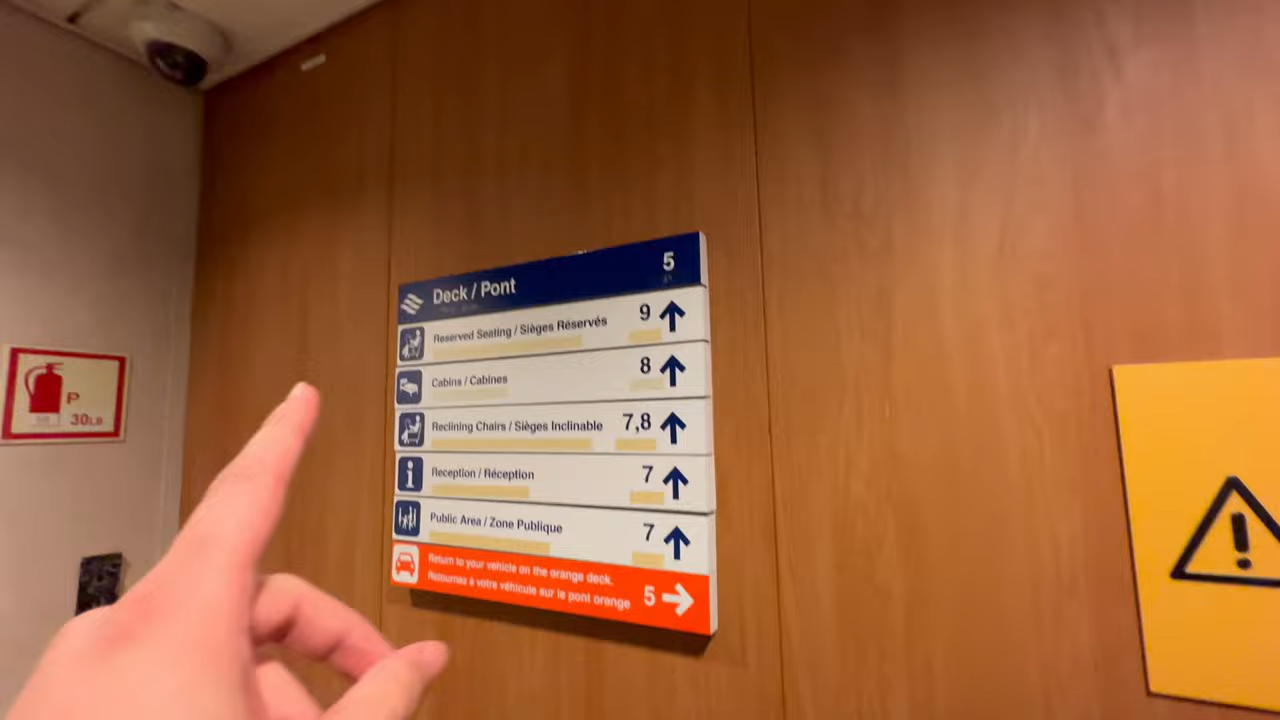 Deck / Pont 5
Reserved Seating / Sièges Réservés 9
Cabins / Cabines 8
Reclining Chairs / Sièges Inclinable 7,8
Reception / Réception 7
Public Area / Zone Publique 7
Return to your vehicle on the orange deck.
Retournez à votre véhicule sur le pont orange 5
P
30LB